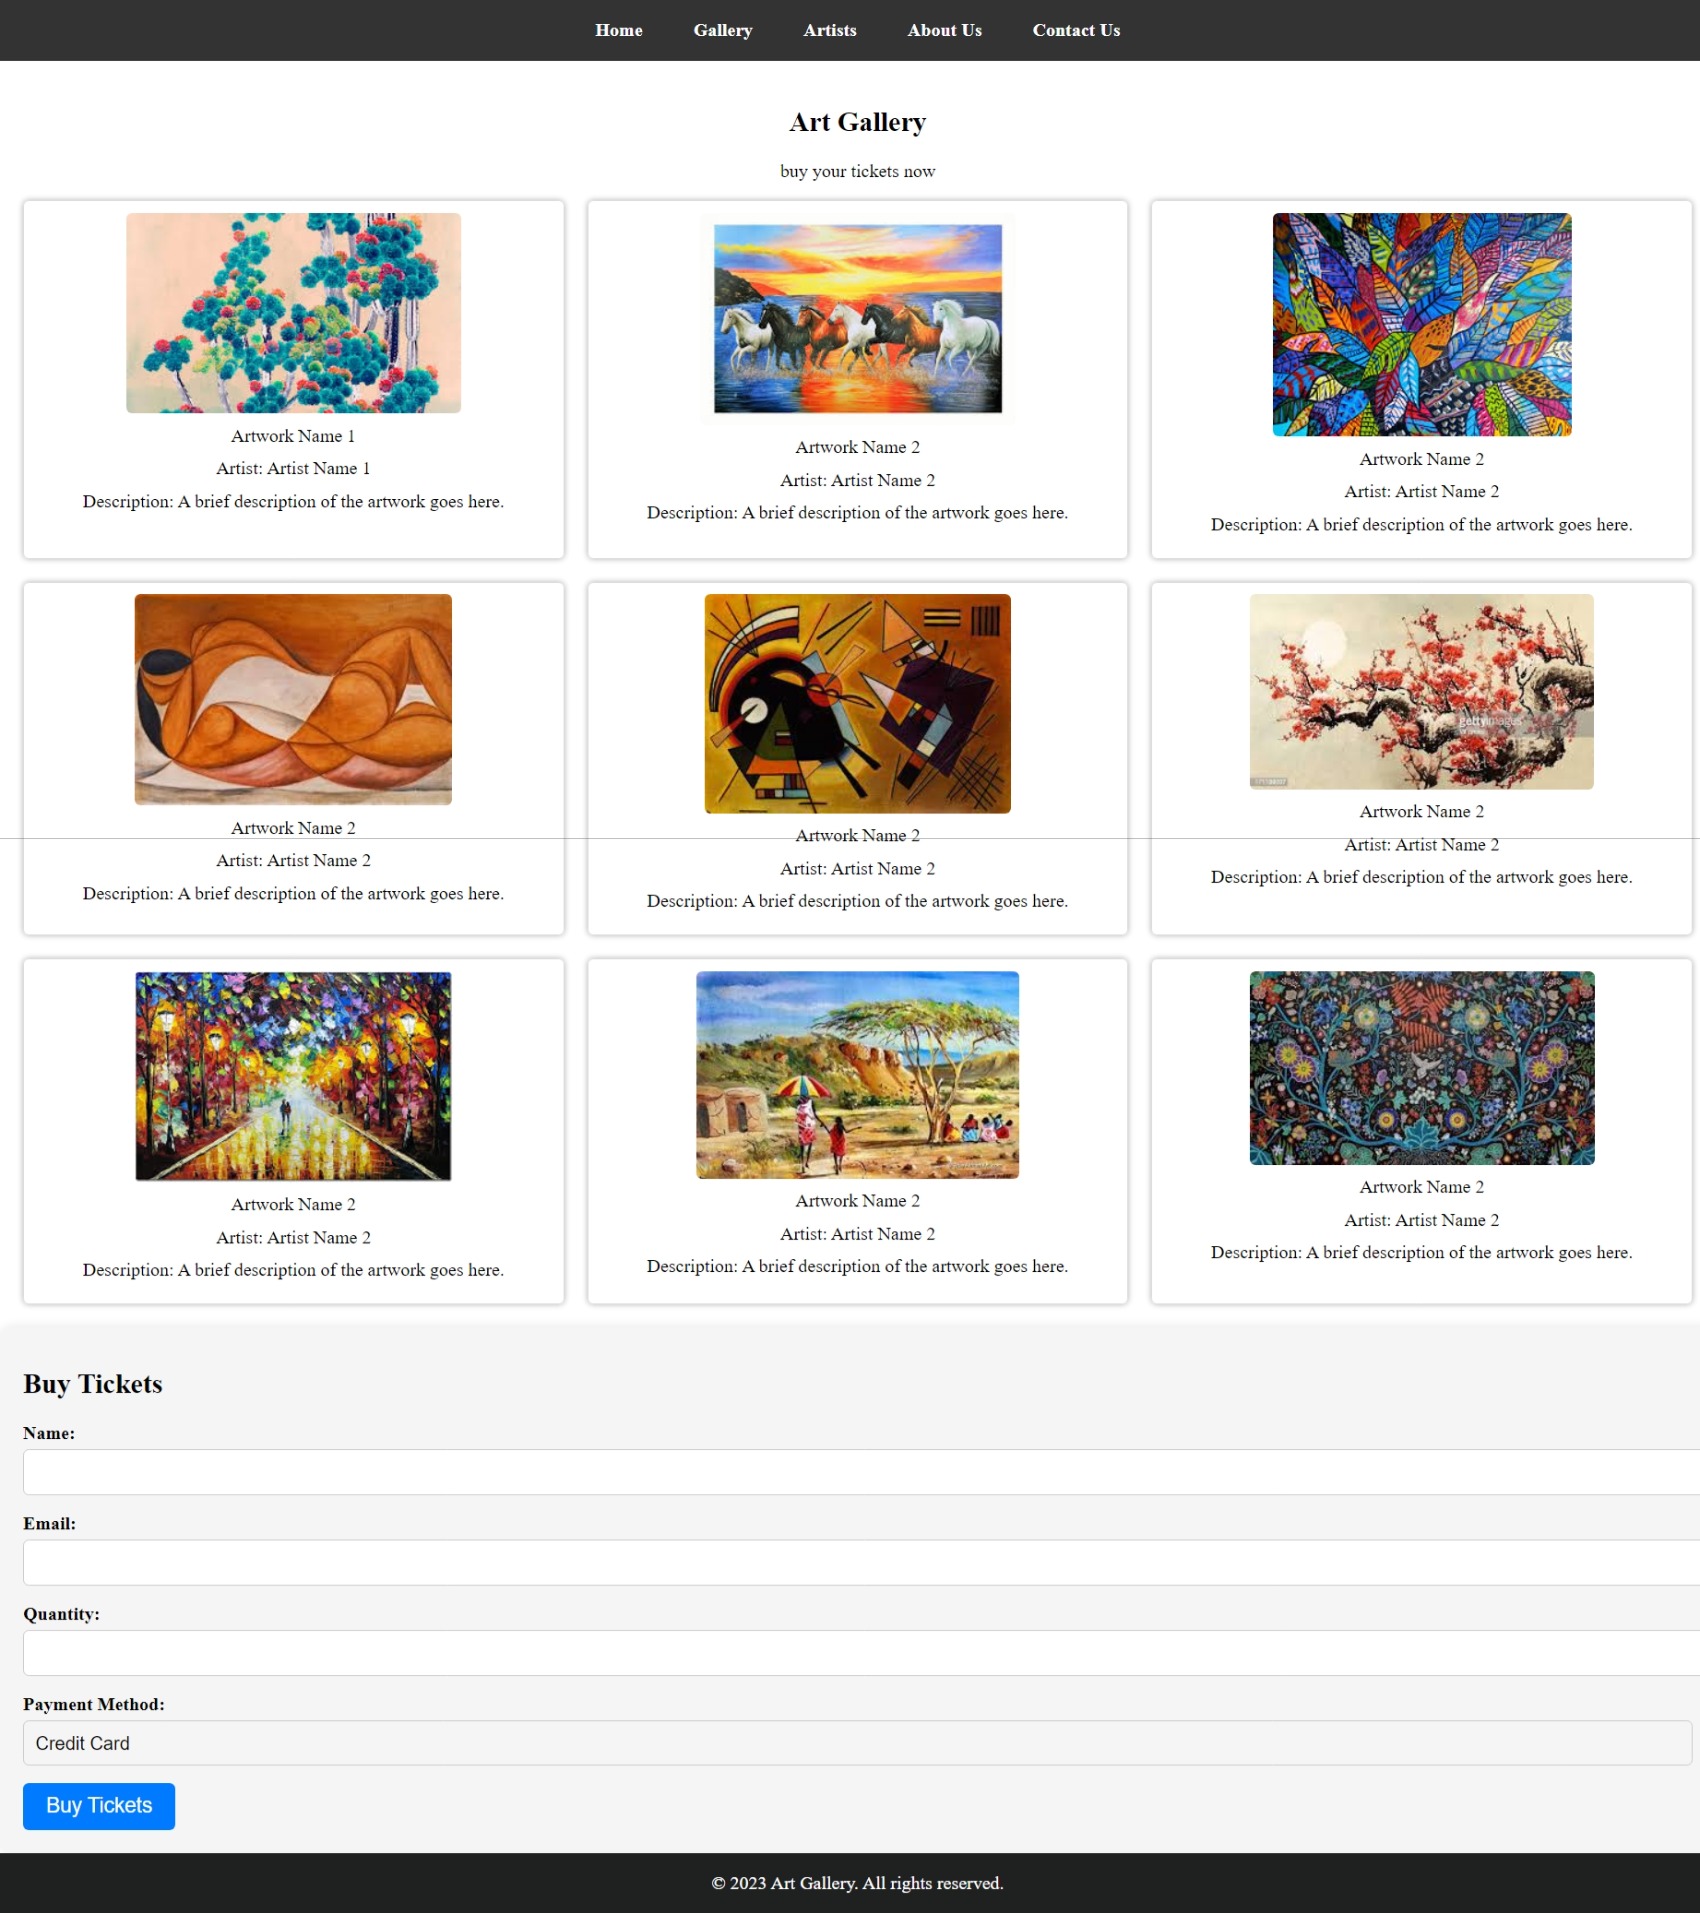 Home Gallery Artists About Us Contact Us
Art Gallery
buy your tickets now
Artwork Name 1
Artist: Artist Name 1
Description: A brief description of the artwork goes here.
Artwork Name 2
Artist: Artist Name 2
Description: A brief description of the artwork goes here.
Artwork Name 2
Artist: Artist Name 2
Description: A brief description of the artwork goes here.
Artwork Name 2
Artist: Artist Name 2
Description: A brief description of the artwork goes here.
Artwork Name 2
Artist: Artist Name 2
Description: A brief description of the artwork goes here.
gettyimages
Artwork Name 2
Artist: Artist Name 2
Description: A brief description of the artwork goes here.
Artwork Name 2
Artist: Artist Name 2
Description: A brief description of the artwork goes here.
Artwork Name 2
Artist: Artist Name 2
Description: A brief description of the artwork goes here.
Artwork Name 2
Artist: Artist Name 2
Description: A brief description of the artwork goes here.
Buy Tickets
Name:
Email:
Quantity:
Payment Method:
Credit Card
Buy Tickets
© 2023 Art Gallery. All rights reserved.